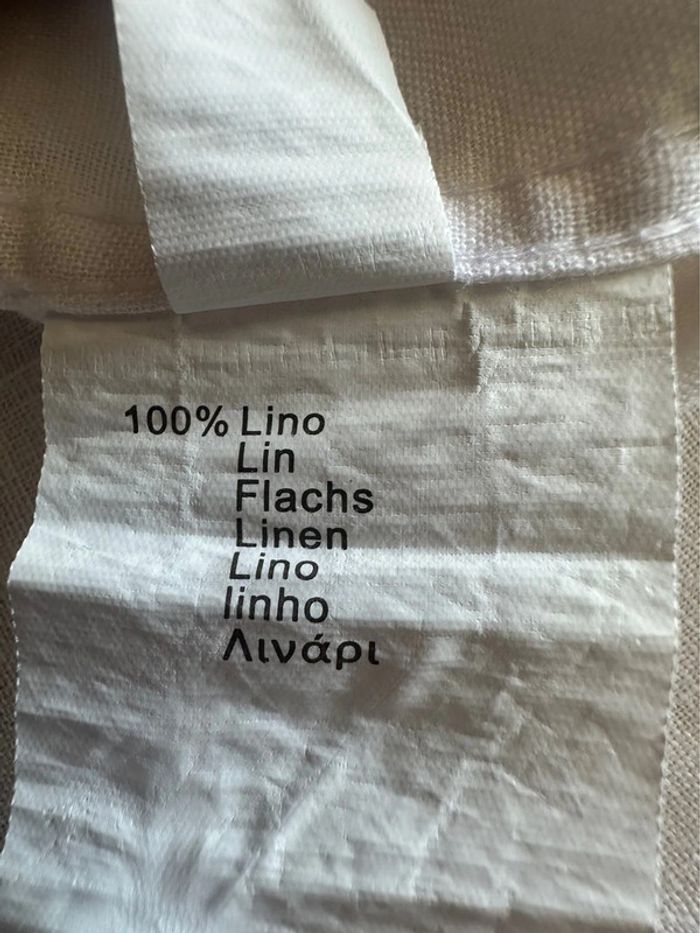 100% Lino
Lin
Flachs
Linen
Lino
linho
Λινάρι